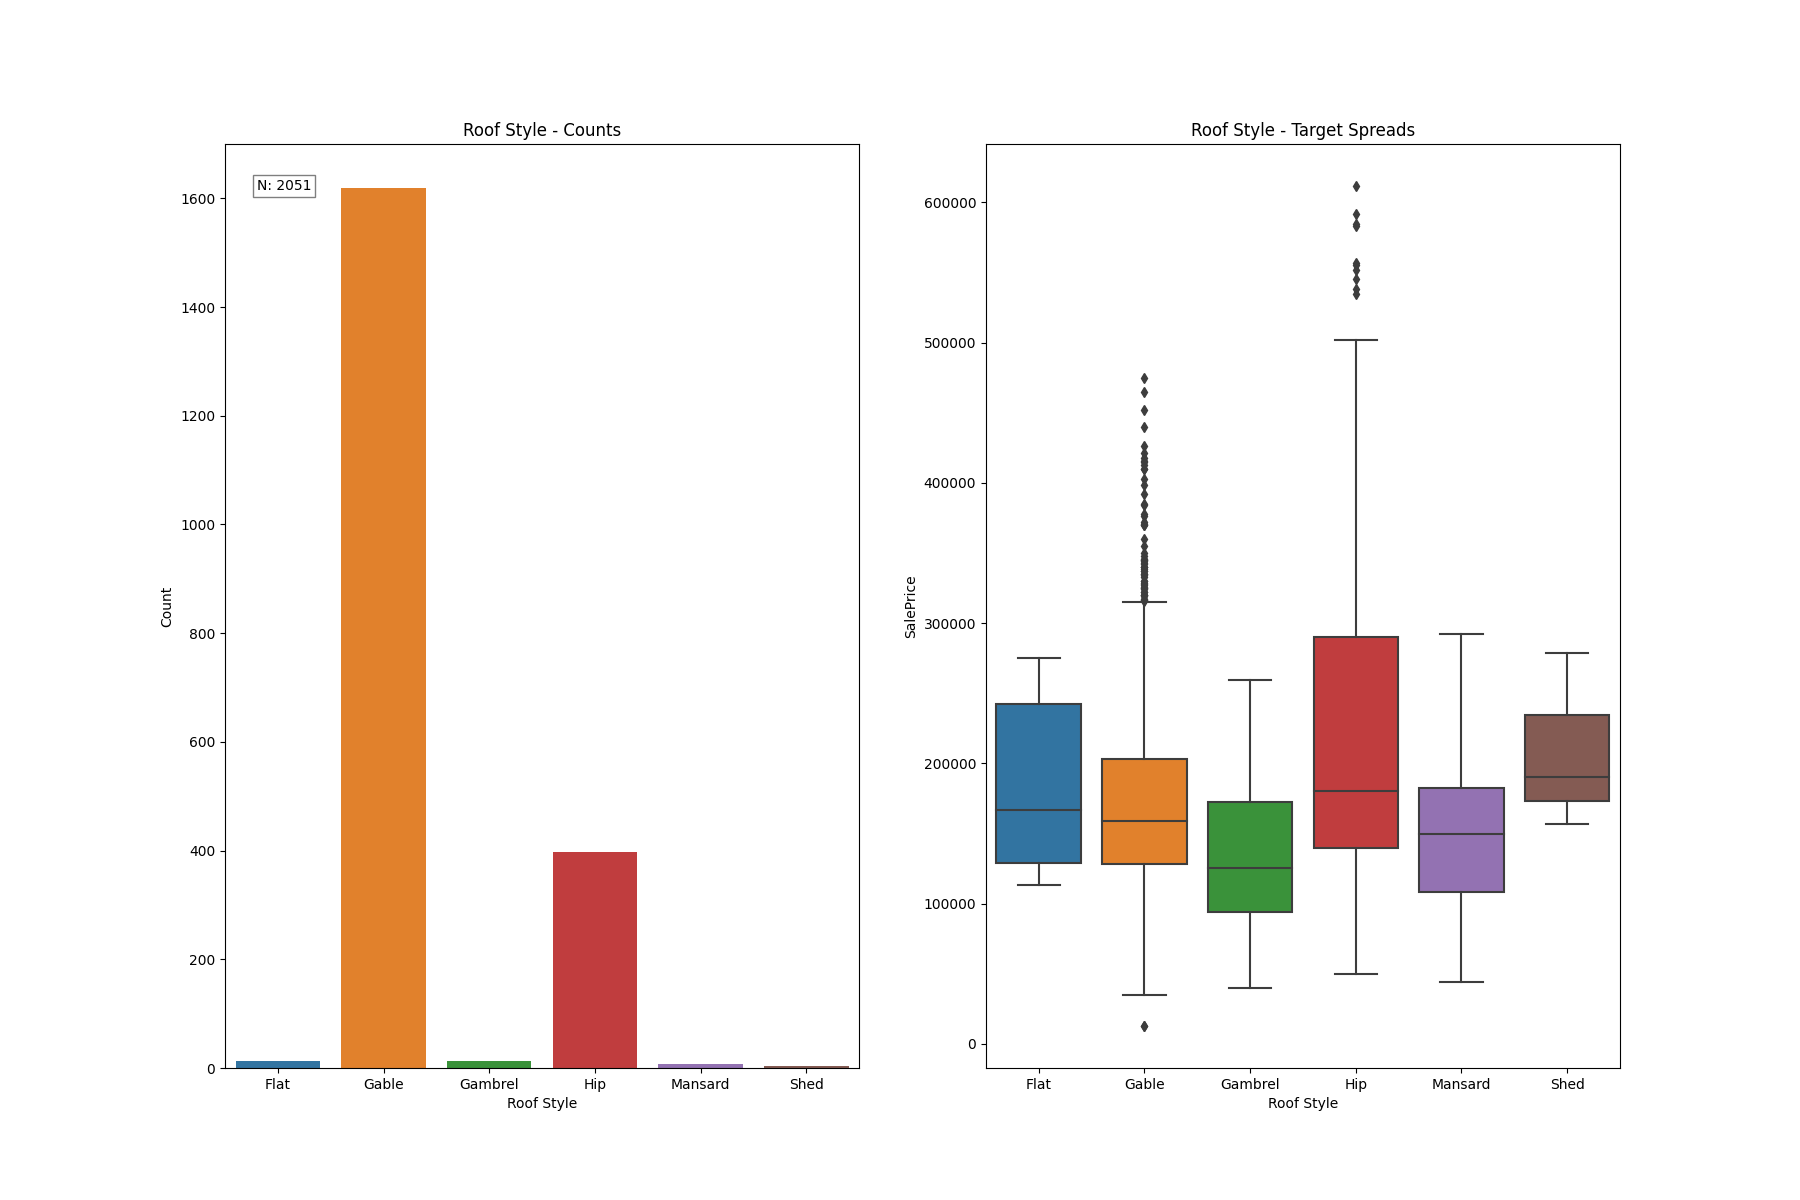 Roof Style - Counts
N: 2051
1600
1400
1200
1000
800
600
400
200
0
Count
Flat Gable Gambrel Hip Mansard Shed
Roof Style
Roof Style - Target Spreads
600000
500000
400000
300000
200000
100000
0
SalePrice
Flat Gable Gambrel Hip Mansard Shed
Roof Style